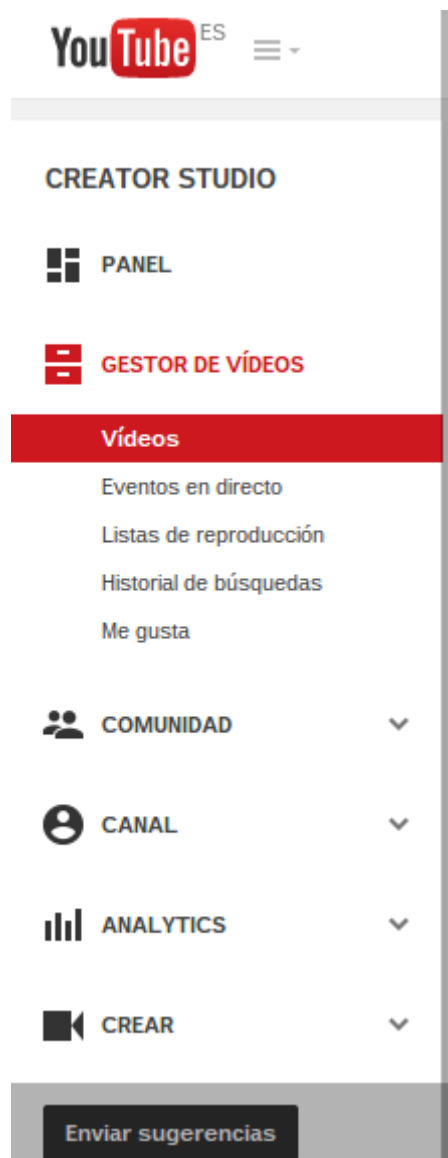 YouTube ES
CREATOR STUDIO
PANEL
GESTOR DE VÍDEOS
Vídeos
Eventos en directo
Listas de reproducción
Historial de búsquedas
Me gusta
COMUNIDAD
CANAL
ANALYTICS
CREAR
Enviar sugerencias